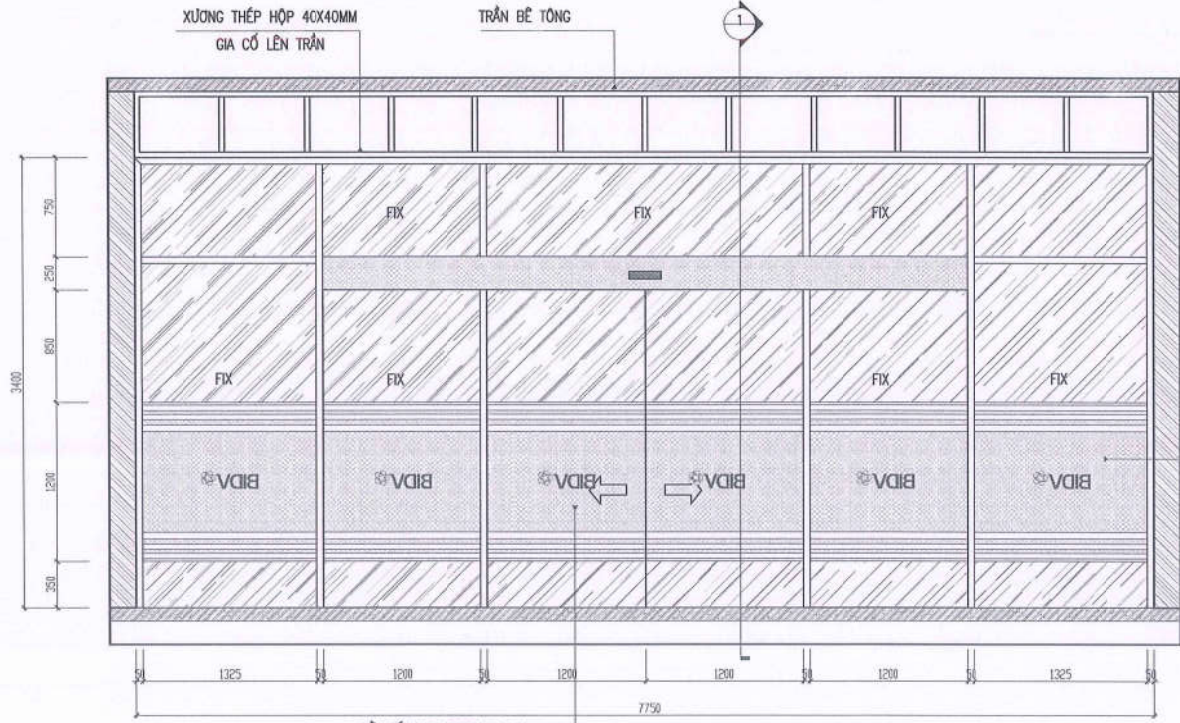 XƯƠNG THÉP HỘP 40X40MM
GIA CỐ LÊN TRẦN
TRẦN BÊ TÔNG
1
FIX FIX FIX
FIX FIX FIX FIX
BIDV BIDV BIDV BIDV BIDV BIDV
3400
750
250
850
1200
350
50 1325 50 1200 50 1200 1200 50 1200 50 1325 50
7750